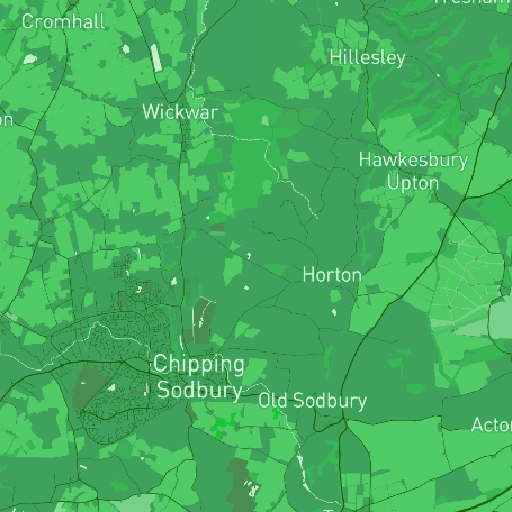 Cromhall
Hillesley
Wickwar
Hawkesbury
Upton
Horton
Chipping
Sodbury
Old Sodbury